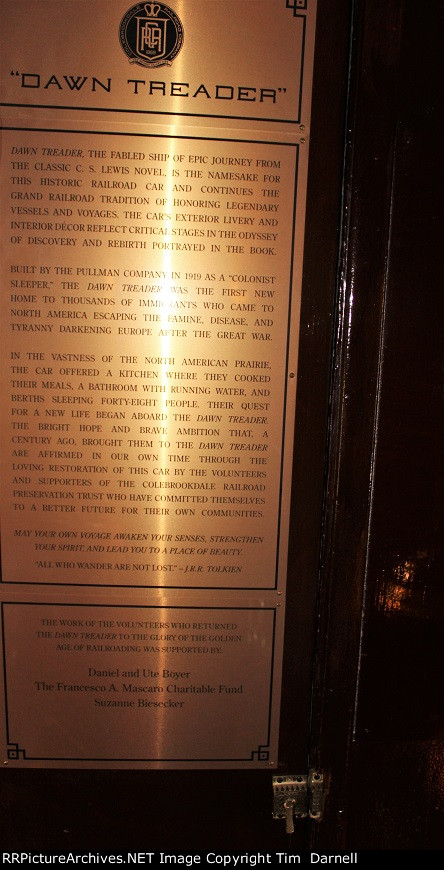 "DAWN TREADER"
DAWN TREADER, THE FABLED SHIP OF EPIC JOURNEY FROM
THE CLASSIC C. S. LEWIS NOVEL, IS THE NAMESAKE FOR
THIS HISTORIC RAILROAD CAR AND CONTINUES THE
GRAND RAILROAD TRADITION OF HONORING LEGENDARY
VESSELS AND VOYAGES. THE CAR'S EXTERIOR LIVERY AND
INTERIOR DÉCOR REFLECT CRITICAL STAGES IN THE ODYSSEY
OF DISCOVERY AND REBIRTH PORTRAYED IN THE BOOK.
BUILT BY THE PULLMAN COMPANY IN 1919 AS A "COLONIST
SLEEPER," THE DAWN TREADER WAS THE FIRST NEW
HOME TO THOUSANDS OF IMMIGRANTS WHO CAME TO
NORTH AMERICA ESCAPING THE FAMINE, DISEASE, AND
TYRANNY DARKENING EUROPE AFTER THE GREAT WAR.
IN THE VASTNESS OF THE NORTH AMERICAN PRAIRIE,
THE CAR OFFERED A KITCHEN WHERE THEY COOKED
THEIR MEALS, A BATHROOM WITH RUNNING WATER, AND
BERTHS SLEEPING FORTY-EIGHT PEOPLE. THEIR QUEST
FOR A NEW LIFE BEGAN ABOARD THE DAWN TREADER.
THE BRIGHT HOPE AND BRAVE AMBITION THAT, A
CENTURY AGO, BROUGHT THEM TO THE DAWN TREADER
ARE AFFIRMED IN OUR OWN TIME THROUGH THE
LOVING RESTORATION OF THIS CAR BY THE VOLUNTEERS
AND SUPPORTERS OF THE COLEBROOKDALE RAILROAD
PRESERVATION TRUST WHO HAVE COMMITTED THEMSELVES
TO A BETTER FUTURE FOR THEIR OWN COMMUNITIES.
MAY YOUR OWN VOYAGE AWAKEN YOUR SENSES, STRENGTHEN
YOUR SPIRIT, AND LEAD YOU TO A PLACE OF BEAUTY.
"ALL WHO WANDER ARE NOT LOST." – J.R.R. TOLKIEN
THE WORK OF THE VOLUNTEERS WHO RETURNED
THE DAWN TREADER TO THE GLORY OF THE GOLDEN
AGE OF RAILROADING WAS SUPPORTED BY:
Daniel and Ute Boyer
The Francesco A. Mascaro Charitable Fund
Suzanne Biesecker
RRPictureArchives.NET Image Copyright Tim Darnell